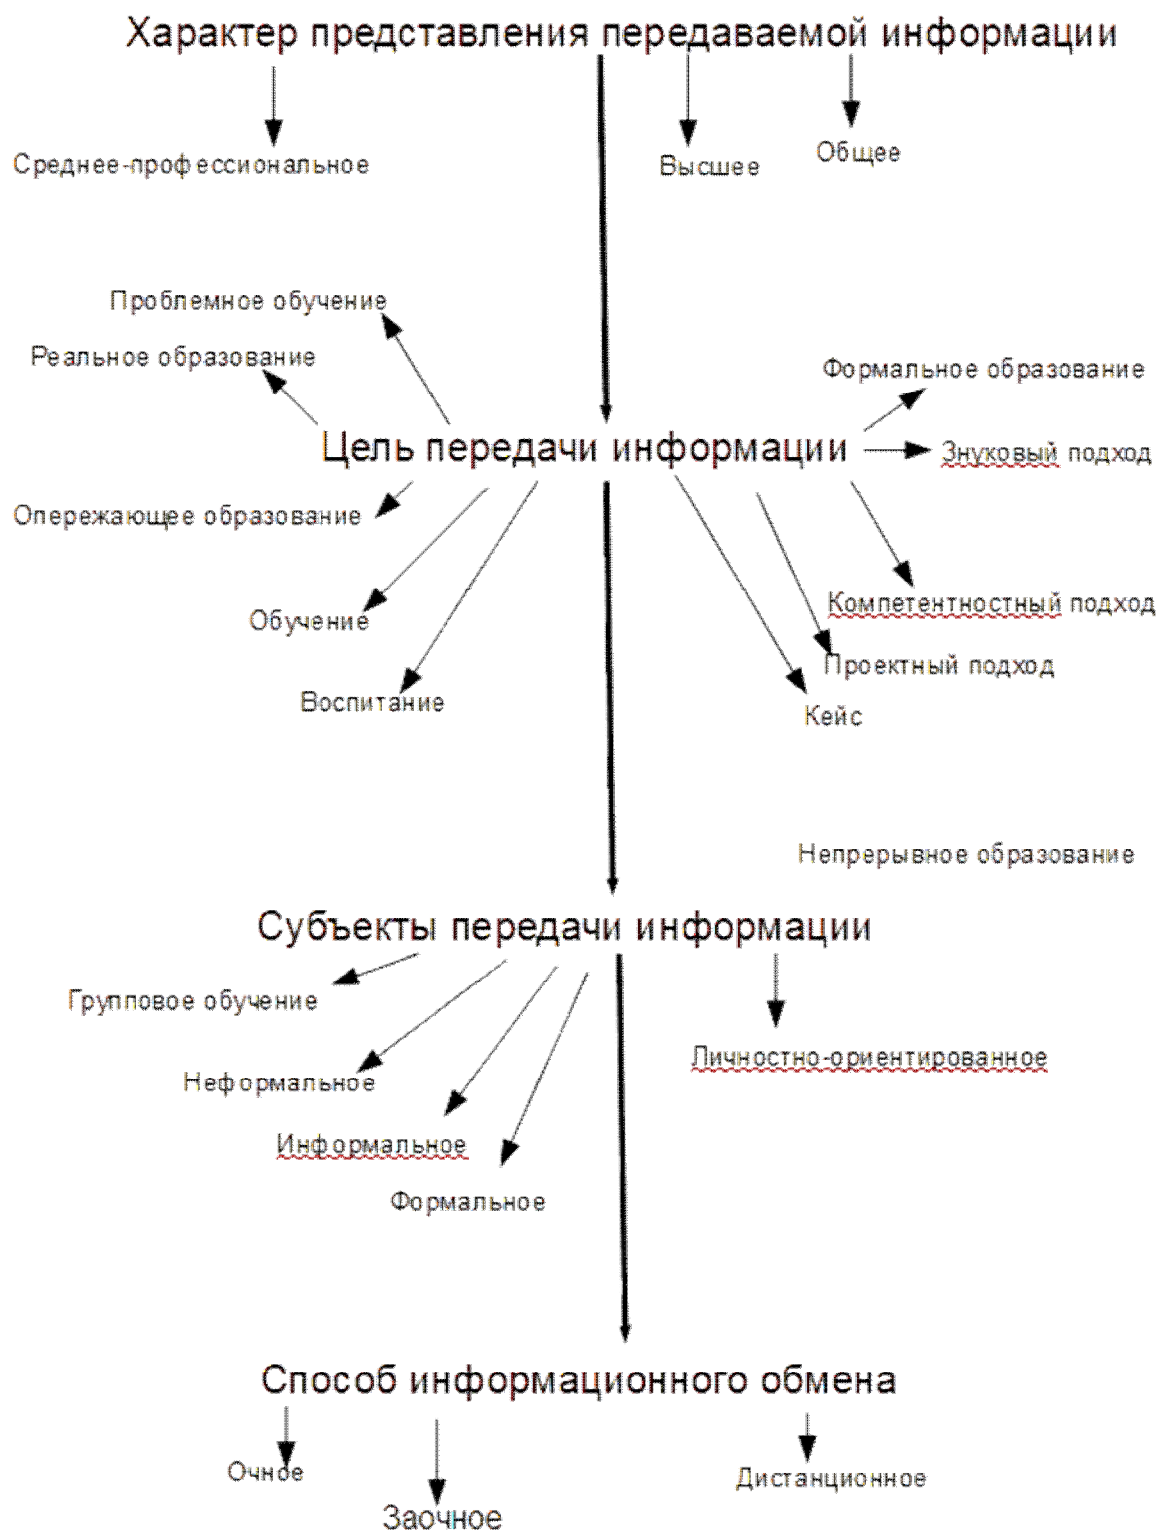 Характер представления передаваемой информации
Среднее-профессиональное
Высшее
Общее
Проблемное обучение
Реальное образование
Формальное образование
Цель передачи информации
Знуковый подход
Опережающее образование
Обучение
Компетентностный подход
Проектный подход
Воспитание
Кейс
Непрерывное образование
Субъекты передачи информации
Групповое обучение
Личностно-ориентированное
Неформальное
Информальное
Формальное
Способ информационного обмена
Очное
Дистанционное
Заочное